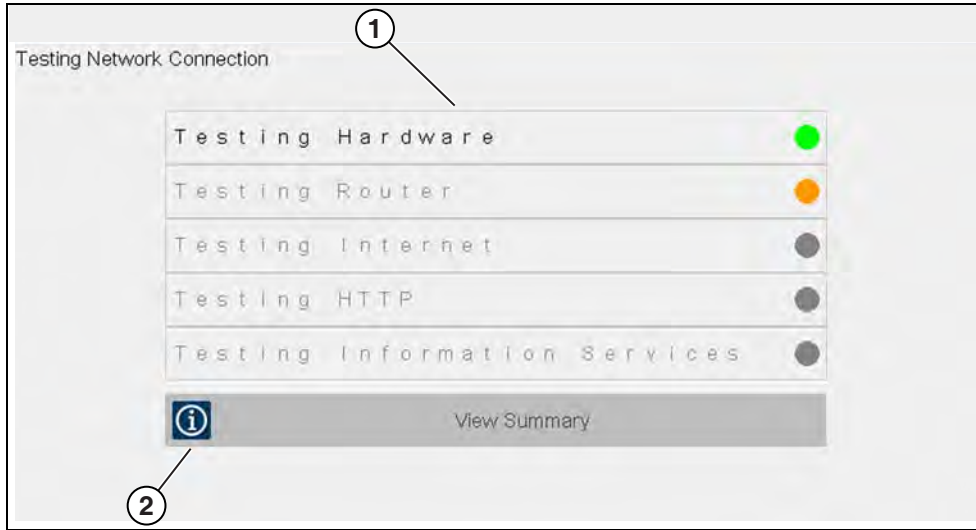 1
Testing Network Connection
Testing Hardware
Testing Router
Testing Internet
Testing HTTP
Testing Information Services
View Summary
2